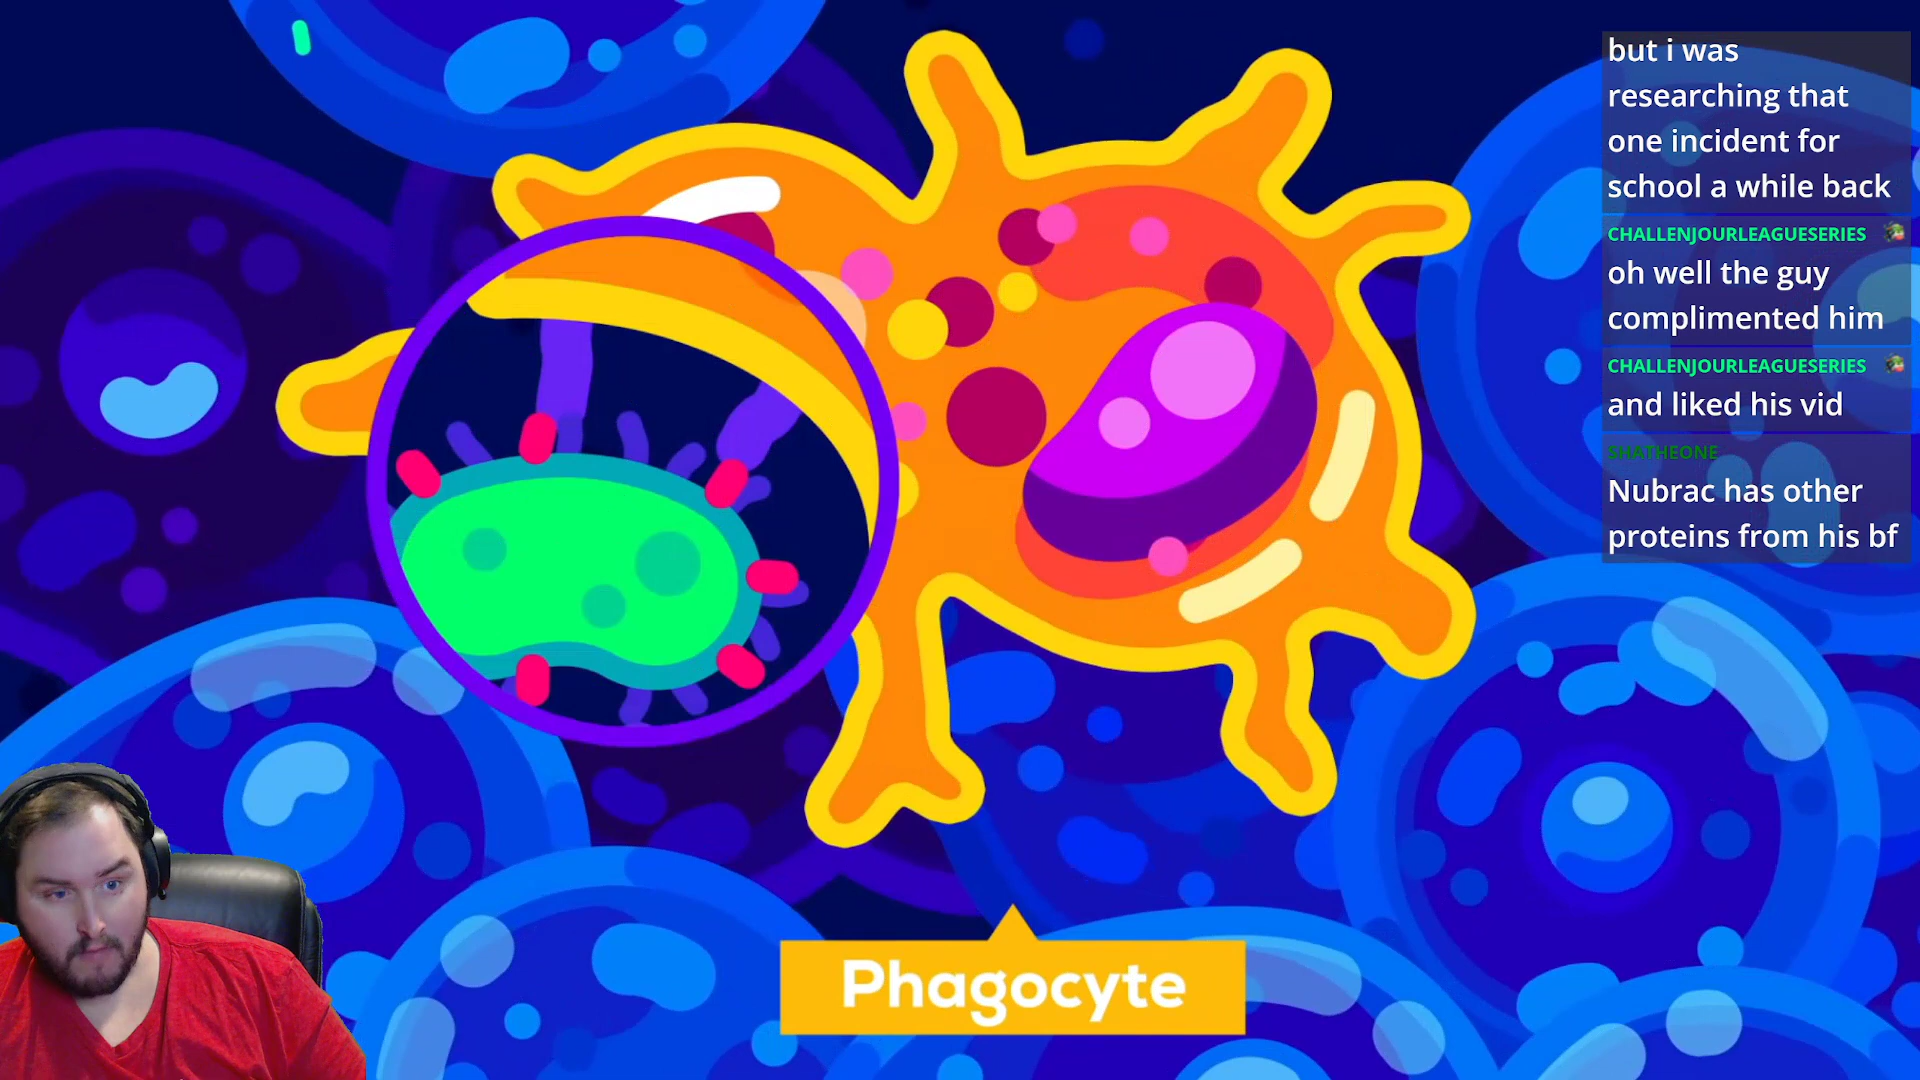 but i was
researching that
one incident for
school a while back
CHALLENJOURLEAGUESERIES
oh well the guy
complimented him
CHALLENJOURLEAGUESERIES
and liked his vid
SHATHEONE
Nubrac has other
proteins from his bf
Phagocyte